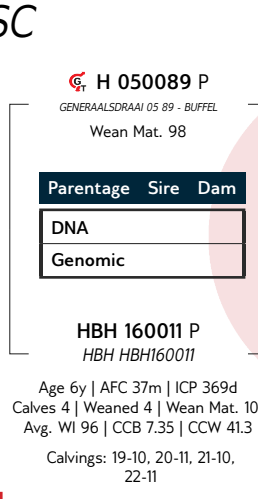 SC
GT H 050089 P
GENERAALSDRAAI 05 89 - BUFFEL
Wean Mat. 98
Parentage Sire Dam
DNA
Genomic
HBH 160011 P
HBH HBH160011
Age 6y | AFC 37m | ICP 369d
Calves 4 | Weaned 4 | Wean Mat. 10
Avg. WI 96 | CCB 7.35 | CCW 41.3
Calvings: 19-10, 20-11, 21-10,
22-11